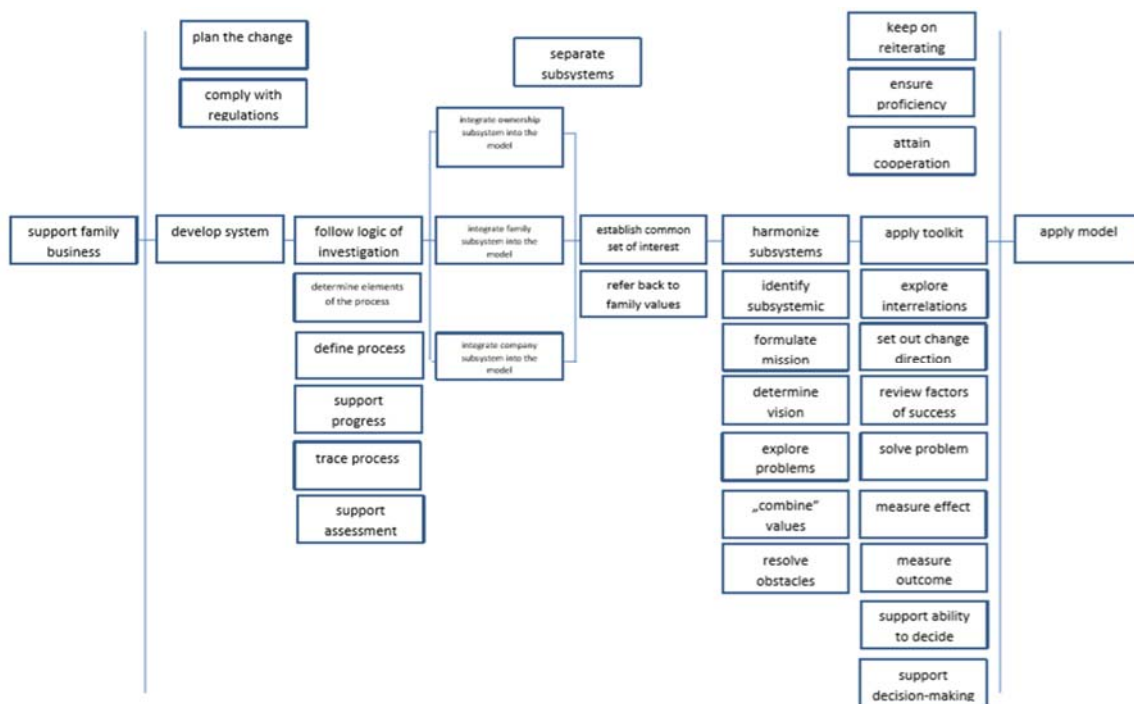 plan the change
comply with
regulations
separate
subsystems
keep on
reiterating
ensure
proficiency
attain
cooperation
integrate ownership
subsystem into the
model
support family
business
develop system
follow logic of
investigation
integrate family
subsystem into the
model
establish common
set of interest
harmonize
subsystems
apply toolkit
apply model
determine elements
of the process
define process
support
progress
trace process
support
assessment
integrate company
subsystem into the
model
refer back to
family values
identify
subsystemic
formulate
mission
determine
vision
explore
problems
„combine”
values
resolve
obstacles
explore
interrelations
set out change
direction
review factors
of success
solve problem
measure effect
measure
outcome
support ability
to decide
support
decision-making